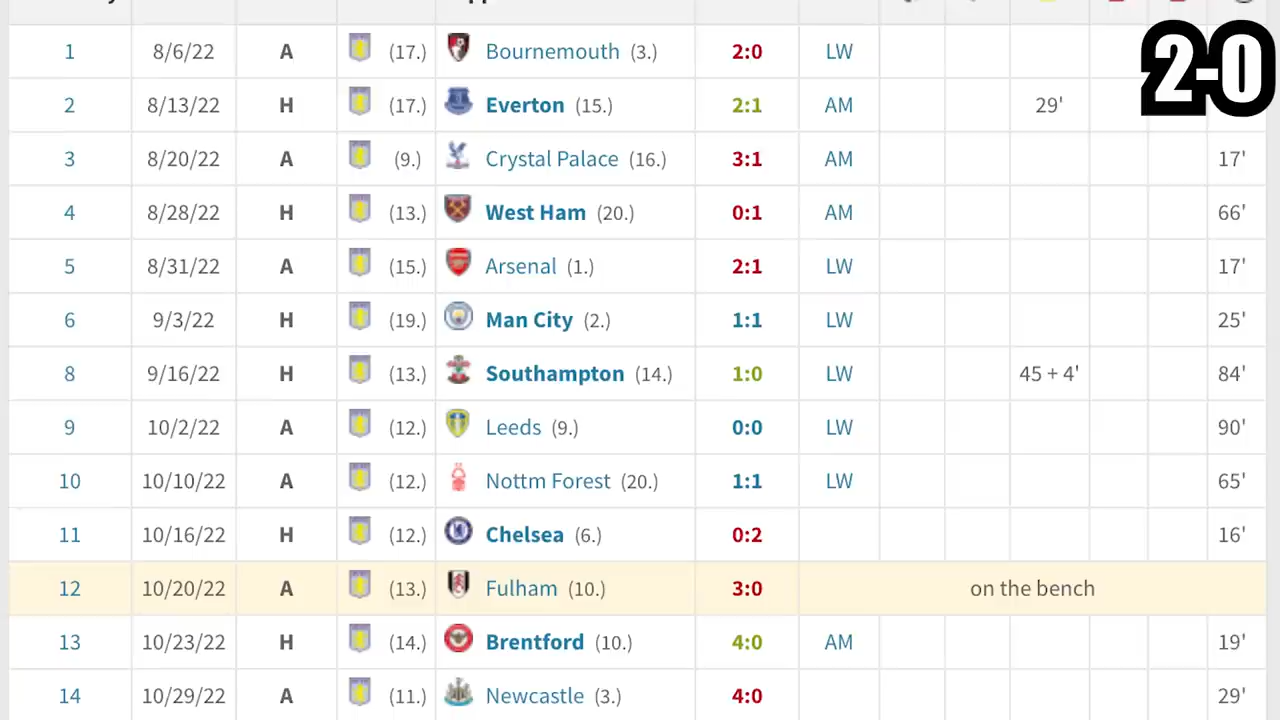 2-0
1 8/6/22 A (17.) Bournemouth (3.) 2:0 LW
2 8/13/22 H (17.) Everton (15.) 2:1 AM 29'
3 8/20/22 A (9.) Crystal Palace (16.) 3:1 AM 17'
4 8/28/22 H (13.) West Ham (20.) 0:1 AM 66'
5 8/31/22 A (15.) Arsenal (1.) 2:1 LW 17'
6 9/3/22 H (19.) Man City (2.) 1:1 LW 25'
8 9/16/22 H (13.) Southampton (14.) 1:0 LW 45 + 4' 84'
9 10/2/22 A (12.) Leeds (9.) 0:0 LW 90'
10 10/10/22 A (12.) Nottm Forest (20.) 1:1 LW 65'
11 10/16/22 H (12.) Chelsea (6.) 0:2 16'
12 10/20/22 A (13.) Fulham (10.) 3:0 on the bench
13 10/23/22 H (14.) Brentford (10.) 4:0 AM 19'
14 10/29/22 A (11.) Newcastle (3.) 4:0 29'